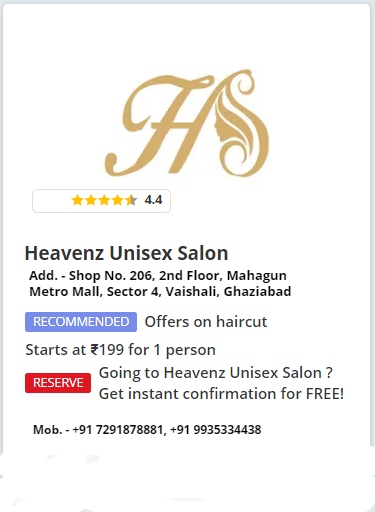 HS
4.4
Heavenz Unisex Salon
Add. - Shop No. 206, 2nd Floor, Mahagun
Metro Mall, Sector 4, Vaishali, Ghaziabad
RECOMMENDED Offers on haircut
Starts at ₹199 for 1 person
RESERVE Going to Heavenz Unisex Salon ?
Get instant confirmation for FREE!
Mob. - +91 7291878881, +91 9935334438